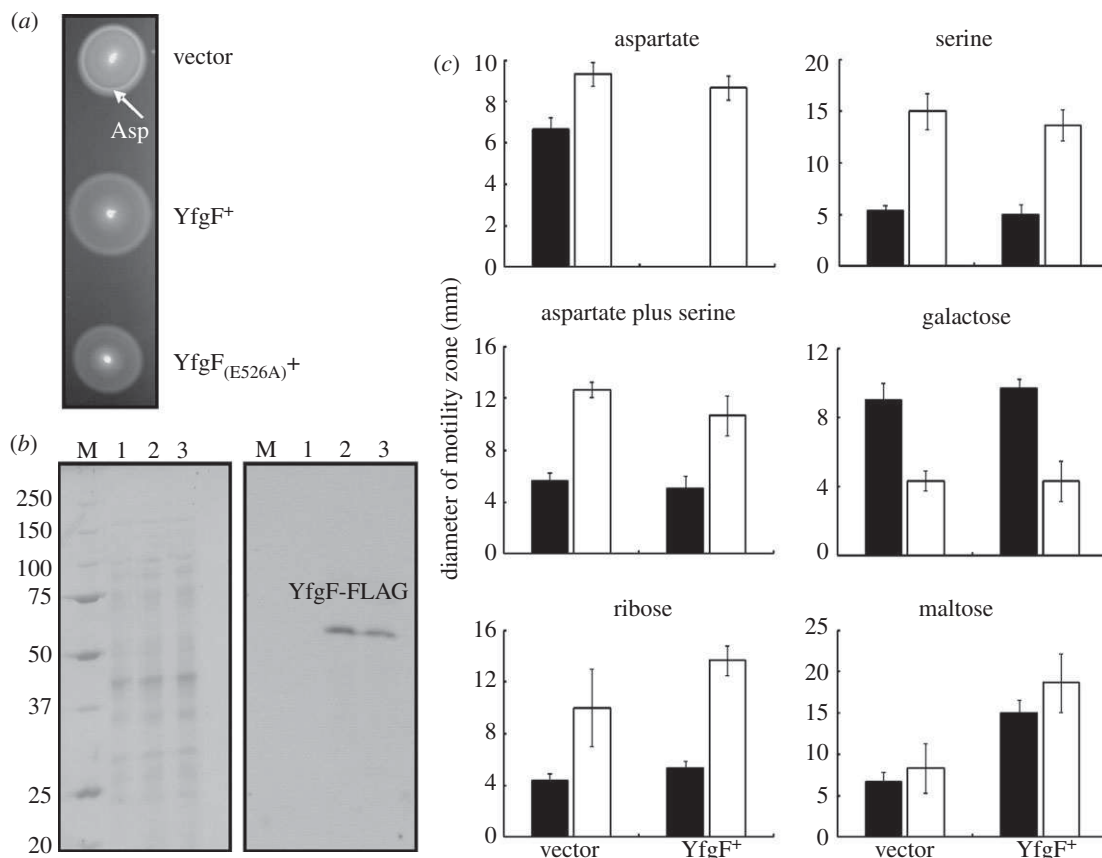 (a)
vector
Asp
YfgF+
YfgF(E526A)+
(b)
M 1 2 3
M 1 2 3
250
150
100
75
50
37
25
20
YfgF-FLAG
(c)
diameter of motility zone (mm)
aspartate
10
8
6
4
2
0
serine
20
15
10
5
0
aspartate plus serine
16
12
8
4
0
galactose
12
8
4
0
ribose
16
12
8
4
0
vector YfgF+
maltose
25
20
15
10
5
0
vector YfgF+